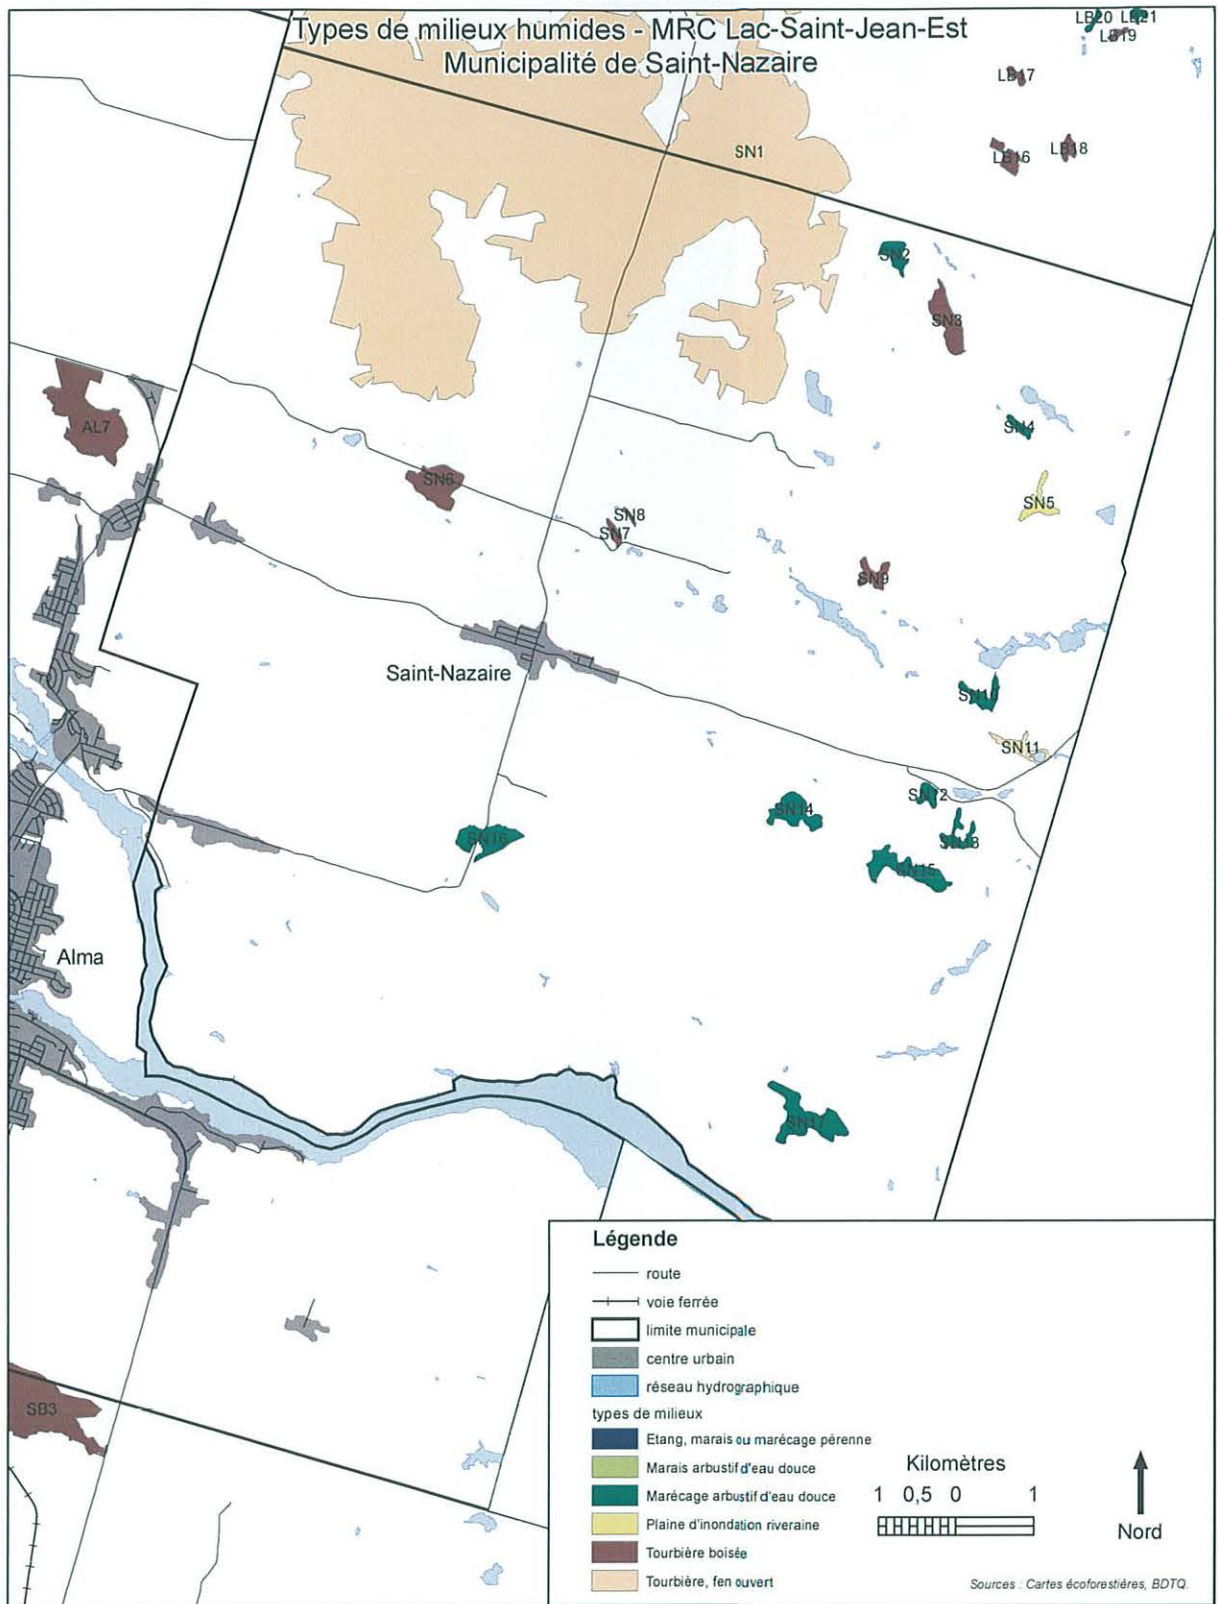 Types de milieux humides - MRC Lac-Saint-Jean-Est
Municipalité de Saint-Nazaire
LB20
LB21
LB19
LB17
LB16
LB18
SN1
SN2
SN3
AL7
SN4
SN6
SN5
SN8
SN7
SN9
Saint-Nazaire
SN10
SN11
SN12
SN14
SN13
SN16
SN15
Alma
SN17
SB3
Légende
route
voie ferrée
limite municipale
centre urbain
réseau hydrographique
types de milieux
Etang, marais ou marécage pérenne
Marais arbustif d'eau douce
Marécage arbustif d'eau douce
Plaine d'inondation riveraine
Tourbière boisée
Tourbière, fen ouvert
Kilomètres
1 0,5 0 1
Nord
Sources : Cartes écoforestières, BDTQ.